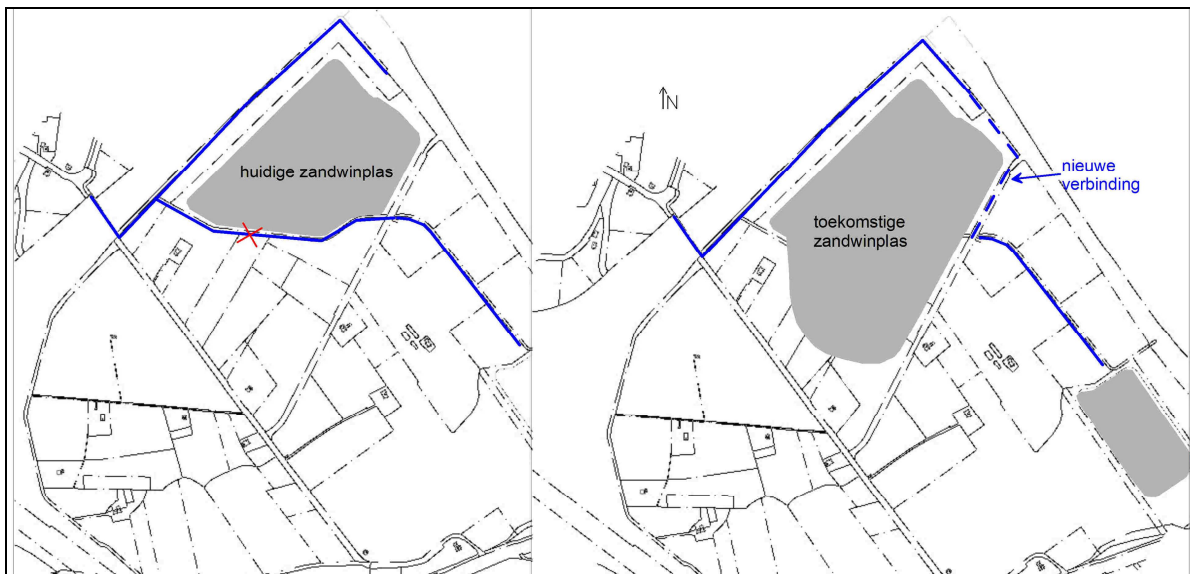 huidige zandwinplas
N
nieuwe
verbinding
toekomstige
zandwinplas